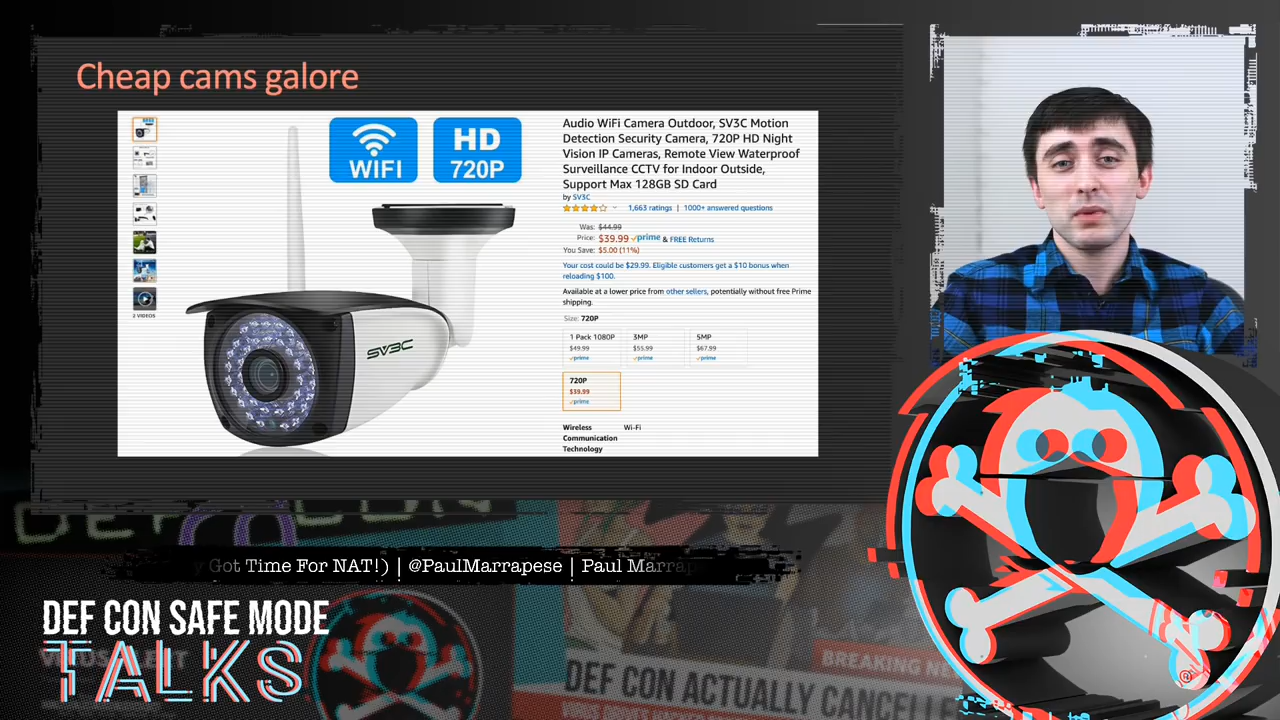 Cheap cams galore
WIFI
HD
720P
SV3C
2 VIDEOS
Audio WiFi Camera Outdoor, SV3C Motion
Detection Security Camera, 720P HD Night
Vision IP Cameras, Remote View Waterproof
Surveillance CCTV for Indoor Outside,
Support Max 128GB SD Card
by SV3C
1,663 ratings | 1000+ answered questions
Was: $44.99
Price: $39.99 prime & FREE Returns
You Save: $5.00 (11%)
Your cost could be $29.99. Eligible customers get a $10 bonus when
reloading $100.
Available at a lower price from other sellers, potentially without free Prime
shipping.
Size: 720P
1 Pack 1080P 3MP 5MP
$49.99 $55.99 $67.99
prime prime prime
720P
$39.99
prime
Wireless Wi-Fi
Communication
Technology
DEF CON
Got Time For NAT!) | @PaulMarrapese | Paul Marrap
DEF CON SAFE MODE
TALKS
BREAKING NE
DEF CON ACTUALLY CANCELLE